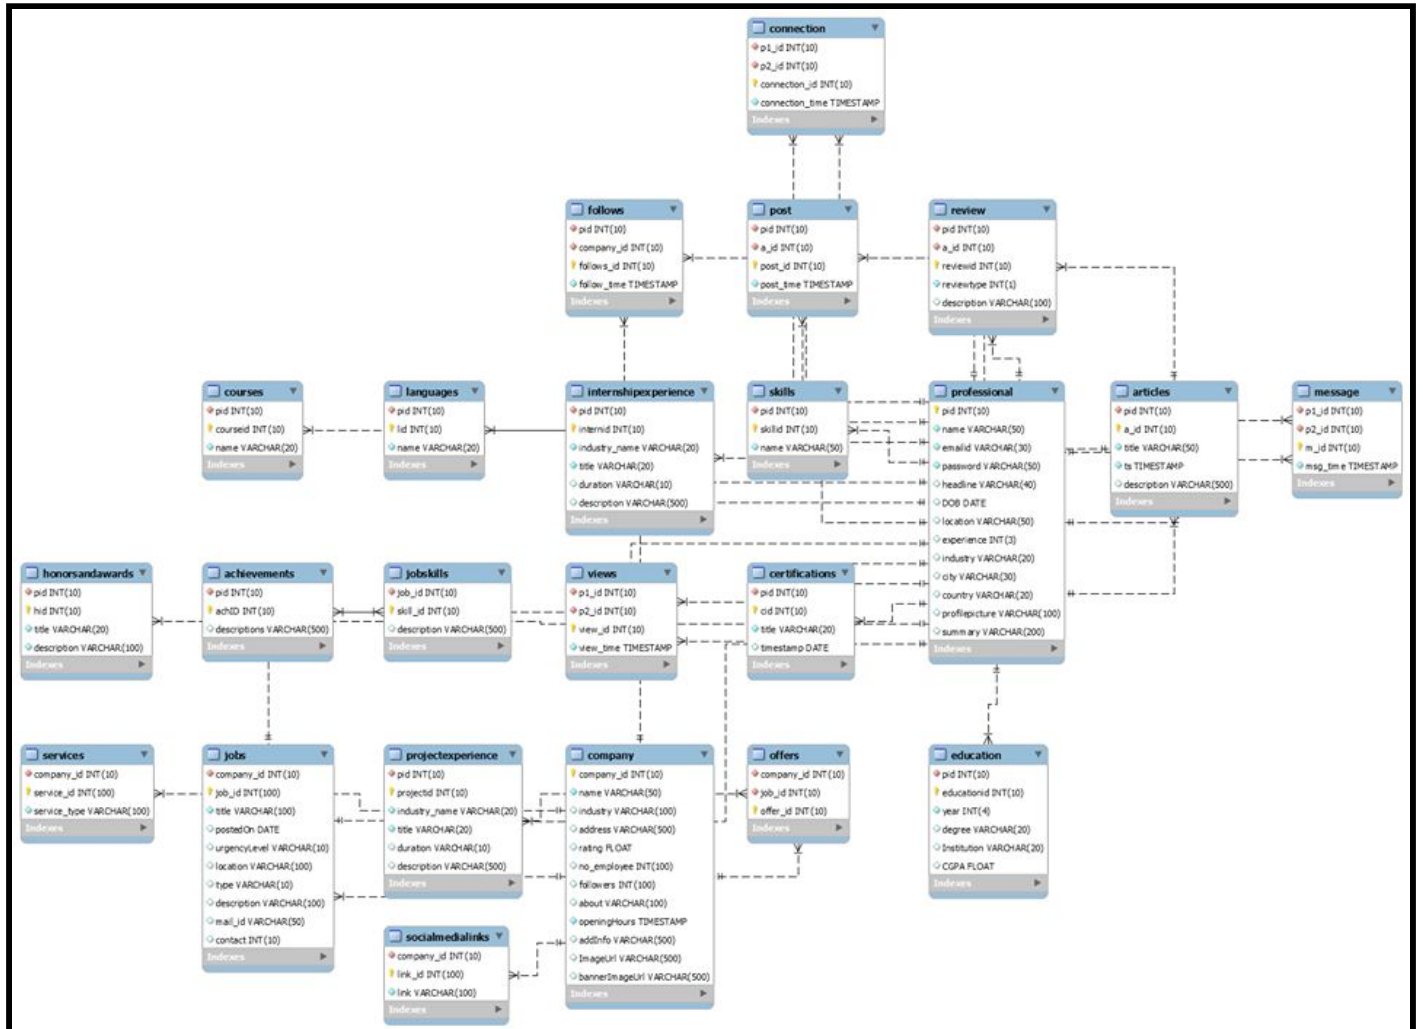 connection
p1_id INT(10)
p2_id INT(10)
connection_id INT(10)
connection_time TIMESTAMP
Indexes
follows
pid INT(10)
company_id INT(10)
follows_id INT(10)
follow_time TIMESTAMP
Indexes
post
pid INT(10)
a_id INT(10)
post_id INT(10)
post_time TIMESTAMP
Indexes
review
pid INT(10)
a_id INT(10)
reviewid INT(10)
reviewtype INT(1)
description VARCHAR(100)
Indexes
courses
pid INT(10)
courseid INT(10)
name VARCHAR(20)
Indexes
languages
pid INT(10)
lid INT(10)
name VARCHAR(20)
Indexes
internshipexperience
pid INT(10)
internid INT(10)
industry_name VARCHAR(20)
title VARCHAR(20)
duration VARCHAR(10)
description VARCHAR(500)
Indexes
skills
pid INT(10)
skillid INT(10)
name VARCHAR(50)
Indexes
professional
pid INT(10)
name VARCHAR(50)
emailid VARCHAR(30)
password VARCHAR(50)
headline VARCHAR(40)
DOB DATE
location VARCHAR(50)
experience INT(3)
industry VARCHAR(20)
city VARCHAR(30)
country VARCHAR(20)
profilepicture VARCHAR(100)
summary VARCHAR(200)
Indexes
articles
pid INT(10)
a_id INT(10)
title VARCHAR(50)
ts TIMESTAMP
description VARCHAR(500)
Indexes
message
p1_id INT(10)
p2_id INT(10)
m_id INT(10)
msg_time TIMESTAMP
Indexes
honorsandawards
pid INT(10)
hid INT(10)
title VARCHAR(20)
description VARCHAR(100)
Indexes
achievements
pid INT(10)
achID INT(10)
descriptions VARCHAR(500)
Indexes
jobskills
job_id INT(10)
skill_id INT(10)
description VARCHAR(500)
Indexes
views
p1_id INT(10)
p2_id INT(10)
view_id INT(10)
view_time TIMESTAMP
Indexes
certifications
pid INT(10)
cid INT(10)
title VARCHAR(20)
timestamp DATE
Indexes
services
company_id INT(10)
service_id INT(100)
service_type VARCHAR(100)
Indexes
jobs
company_id INT(10)
job_id INT(100)
title VARCHAR(100)
postedOn DATE
urgencyLevel VARCHAR(10)
location VARCHAR(100)
type VARCHAR(10)
description VARCHAR(100)
mail_id VARCHAR(50)
contact INT(10)
Indexes
projectexperience
pid INT(10)
projectid INT(10)
industry_name VARCHAR(20)
title VARCHAR(20)
duration VARCHAR(10)
description VARCHAR(500)
Indexes
company
company_id INT(10)
name VARCHAR(50)
industry VARCHAR(100)
address VARCHAR(500)
rating FLOAT
no_employee INT(100)
followers INT(100)
about VARCHAR(100)
openingHours TIMESTAMP
addInfo VARCHAR(500)
ImageUrl VARCHAR(500)
bannerImageUrl VARCHAR(500)
Indexes
offers
company_id INT(10)
job_id INT(10)
offer_id INT(10)
Indexes
education
pid INT(10)
educationid INT(10)
year INT(4)
degree VARCHAR(20)
Institution VARCHAR(20)
CGPA FLOAT
Indexes
socialmedialinks
company_id INT(10)
link_id INT(100)
link VARCHAR(100)
Indexes